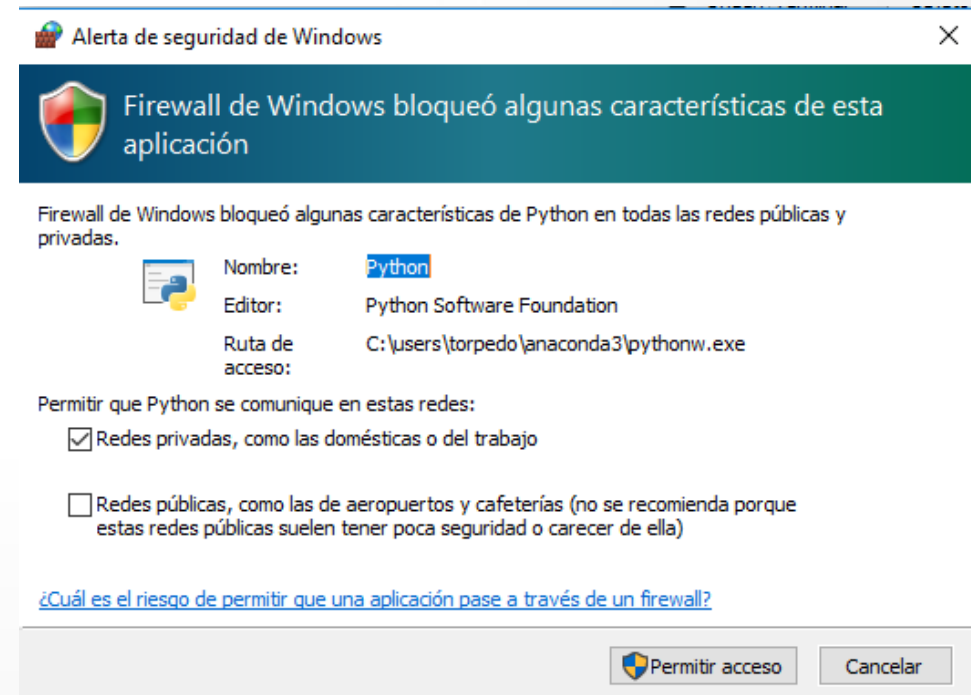 Alerta de seguridad de Windows
Firewall de Windows bloqueó algunas características de esta
aplicación
Firewall de Windows bloqueó algunas características de Python en todas las redes públicas y
privadas.
Nombre: Python
Editor: Python Software Foundation
Ruta de C:\users\torpedo\anaconda3\pythonw.exe
acceso:
Permitir que Python se comunique en estas redes:
Redes privadas, como las domésticas o del trabajo
Redes públicas, como las de aeropuertos y cafeterías (no se recomienda porque
estas redes públicas suelen tener poca seguridad o carecer de ella)
¿Cuál es el riesgo de permitir que una aplicación pase a través de un firewall?
Permitir acceso Cancelar